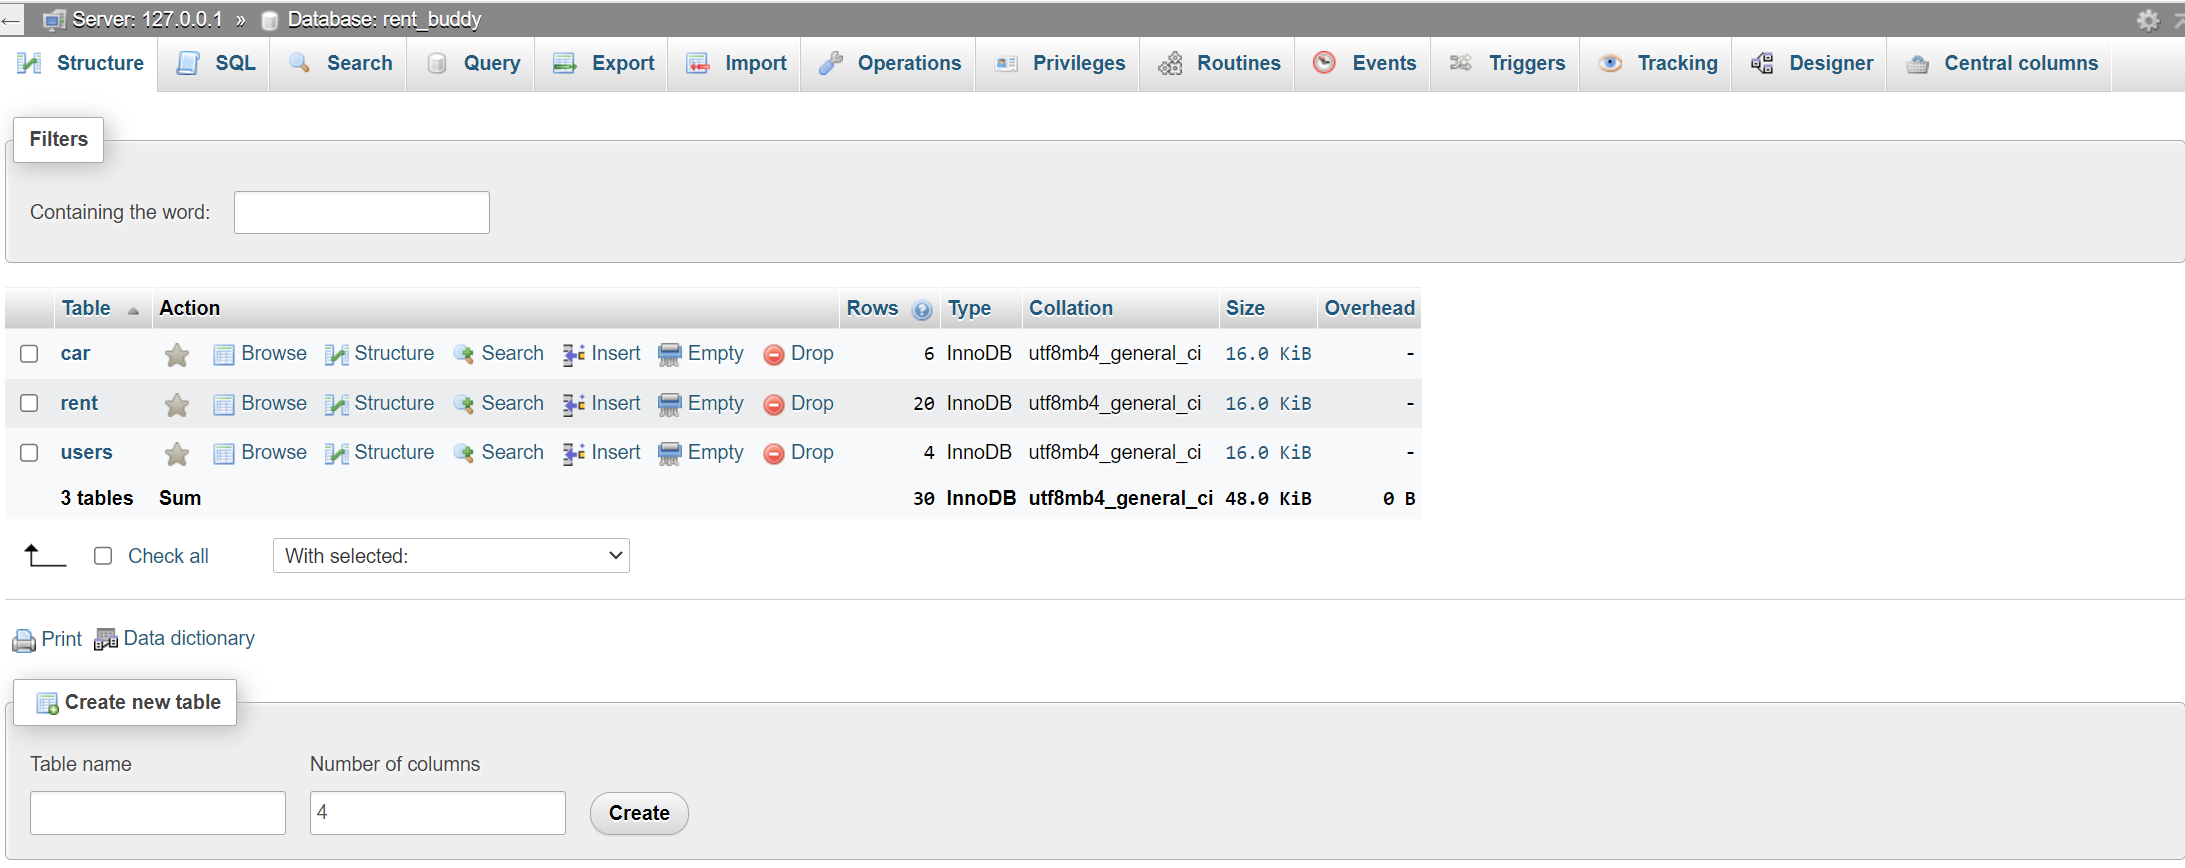 Server: 127.0.0.1 » Database: rent_buddy
Structure SQL Search Query Export Import Operations Privileges Routines Events Triggers Tracking Designer Central columns
Filters
Containing the word:
Table Action Rows Type Collation Size Overhead
car Browse Structure Search Insert Empty Drop 6 InnoDB utf8mb4_general_ci 16.0 KiB -
rent Browse Structure Search Insert Empty Drop 20 InnoDB utf8mb4_general_ci 16.0 KiB -
users Browse Structure Search Insert Empty Drop 4 InnoDB utf8mb4_general_ci 16.0 KiB -
3 tables Sum 30 InnoDB utf8mb4_general_ci 48.0 KiB 0 B
Check all With selected:
Print Data dictionary
Create new table
Table name Number of columns
4 Create